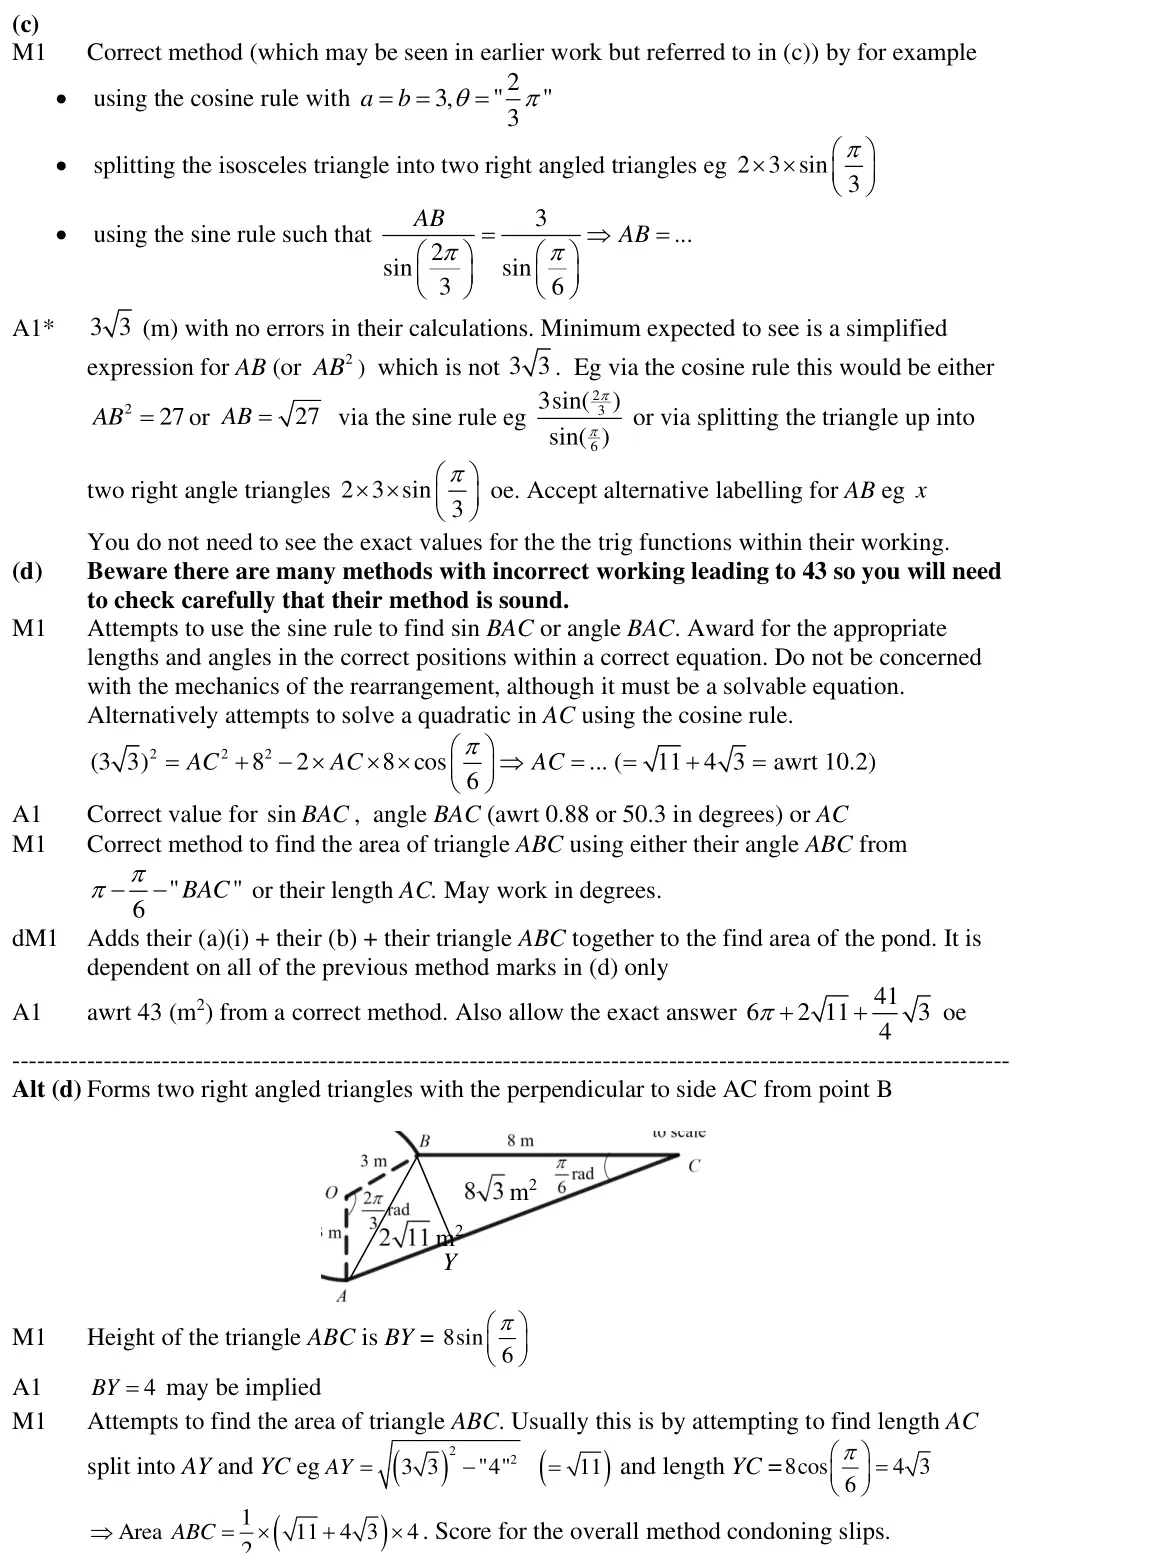 (c)
M1 Correct method (which may be seen in earlier work but referred to in (c)) by for example
• using the cosine rule with a = b = 3, θ = "2/3 π"
• splitting the isosceles triangle into two right angled triangles eg 2×3×sin(π/3)
• using the sine rule such that AB/sin(2π/3) = 3/sin(π/6) ⇒ AB = ...
A1* 3√3 (m) with no errors in their calculations. Minimum expected to see is a simplified
expression for AB (or AB²) which is not 3√3. Eg via the cosine rule this would be either
AB² = 27 or AB = √27 via the sine rule eg 3sin(2π/3)/sin(π/6) or via splitting the triangle up into
two right angle triangles 2×3×sin(π/3) oe. Accept alternative labelling for AB eg x
You do not need to see the exact values for the the trig functions within their working.
(d) Beware there are many methods with incorrect working leading to 43 so you will need
to check carefully that their method is sound.
M1 Attempts to use the sine rule to find sin BAC or angle BAC. Award for the appropriate
lengths and angles in the correct positions within a correct equation. Do not be concerned
with the mechanics of the rearrangement, although it must be a solvable equation.
Alternatively attempts to solve a quadratic in AC using the cosine rule.
(3√3)² = AC² + 8² − 2× AC×8×cos(π/6) ⇒ AC = ... (= √11 + 4√3 = awrt 10.2)
A1 Correct value for sin BAC , angle BAC (awrt 0.88 or 50.3 in degrees) or AC
M1 Correct method to find the area of triangle ABC using either their angle ABC from
π − π/6 − "BAC" or their length AC. May work in degrees.
dM1 Adds their (a)(i) + their (b) + their triangle ABC together to the find area of the pond. It is
dependent on all of the previous method marks in (d) only
A1 awrt 43 (m²) from a correct method. Also allow the exact answer 6π + 2√11 + 41/4 √3 oe
Alt (d) Forms two right angled triangles with the perpendicular to side AC from point B
to scale
B 8 m
3 m
C
π/6 rad
8√3 m²
O
2π/3 rad
m
2√11 m²
Y
A
M1 Height of the triangle ABC is BY = 8sin(π/6)
A1 BY = 4 may be implied
M1 Attempts to find the area of triangle ABC. Usually this is by attempting to find length AC
split into AY and YC eg AY = √((3√3)² − "4"²) (= √11) and length YC = 8cos(π/6) = 4√3
⇒ Area ABC = 1/2 × (√11 + 4√3) × 4. Score for the overall method condoning slips.